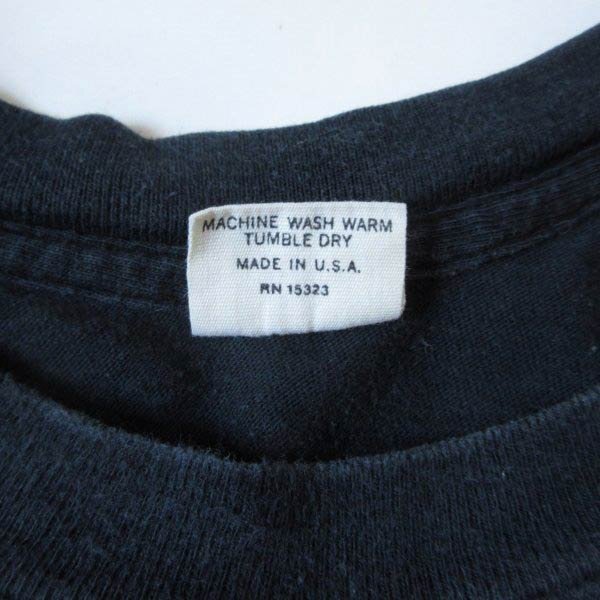 MACHINE WASH WARM
TUMBLE DRY
MADE IN U.S.A.
RN 15323